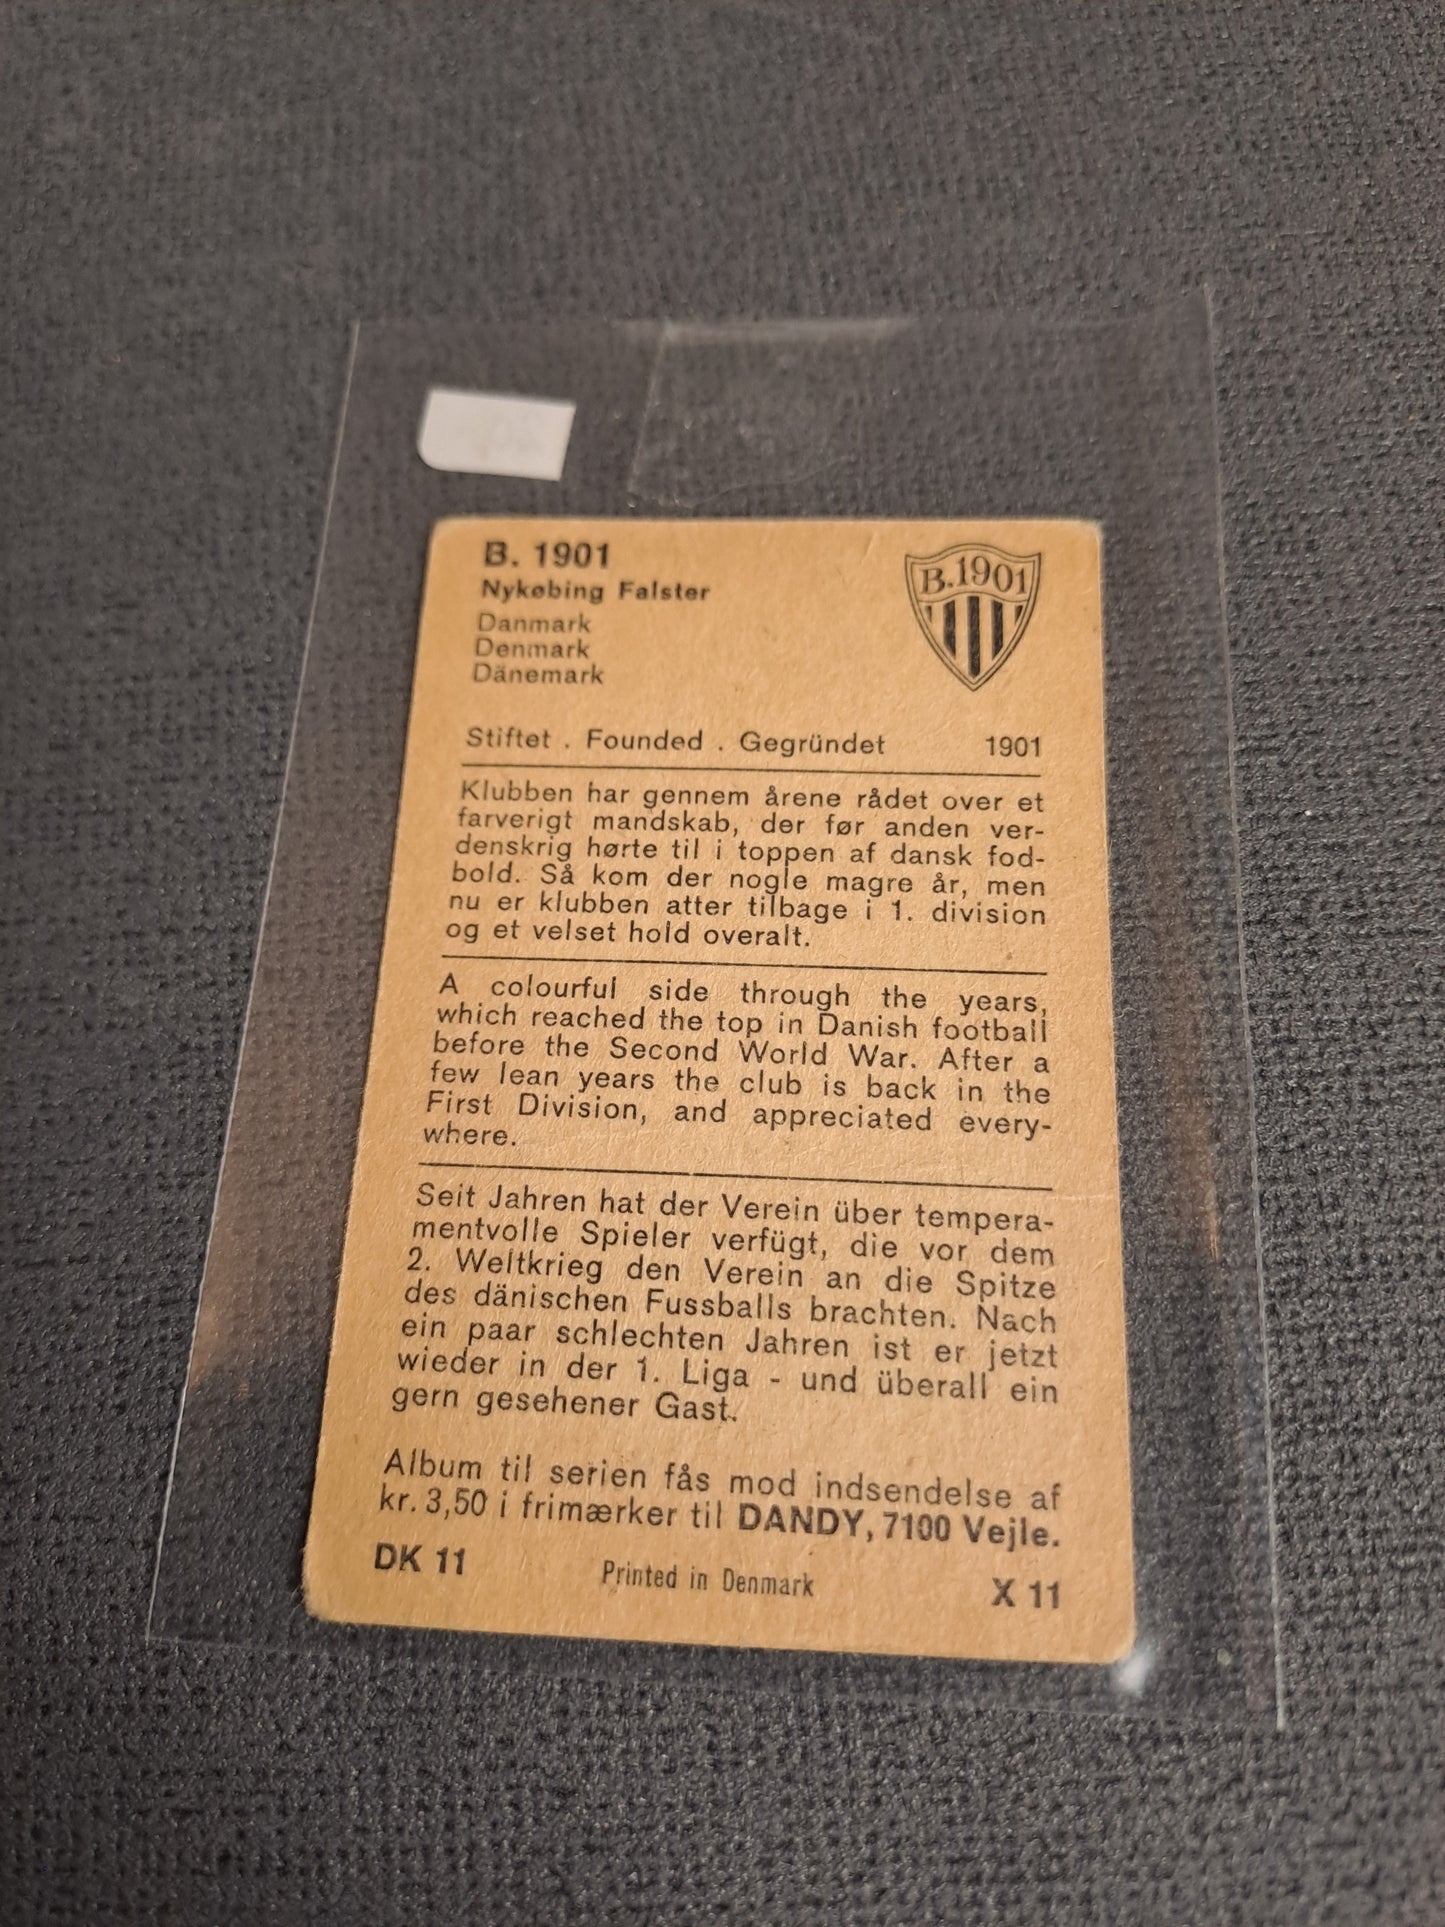 B. 1901
Nykøbing Falster
Danmark
Denmark
Dänemark
B.1901
Stiftet . Founded . Gegründet 1901
Klubben har gennem årene rådet over et
farverigt mandskab, der før anden ver-
denskrig hørte til i toppen af dansk fod-
bold. Så kom der nogle magre år, men
nu er klubben atter tilbage i 1. division
og et velset hold overalt.
A colourful side through the years,
which reached the top in Danish football
before the Second World War. After a
few lean years the club is back in the
First Division, and appreciated every-
where.
Seit Jahren hat der Verein über tempera-
mentvolle Spieler verfügt, die vor dem
2. Weltkrieg den Verein an die Spitze
des dänischen Fussballs brachten. Nach
ein paar schlechten Jahren ist er jetzt
wieder in der 1. Liga - und überall ein
gern gesehener Gast.
Album til serien fås mod indsendelse af
kr. 3,50 i frimærker til DANDY, 7100 Vejle.
DK 11 Printed in Denmark X 11